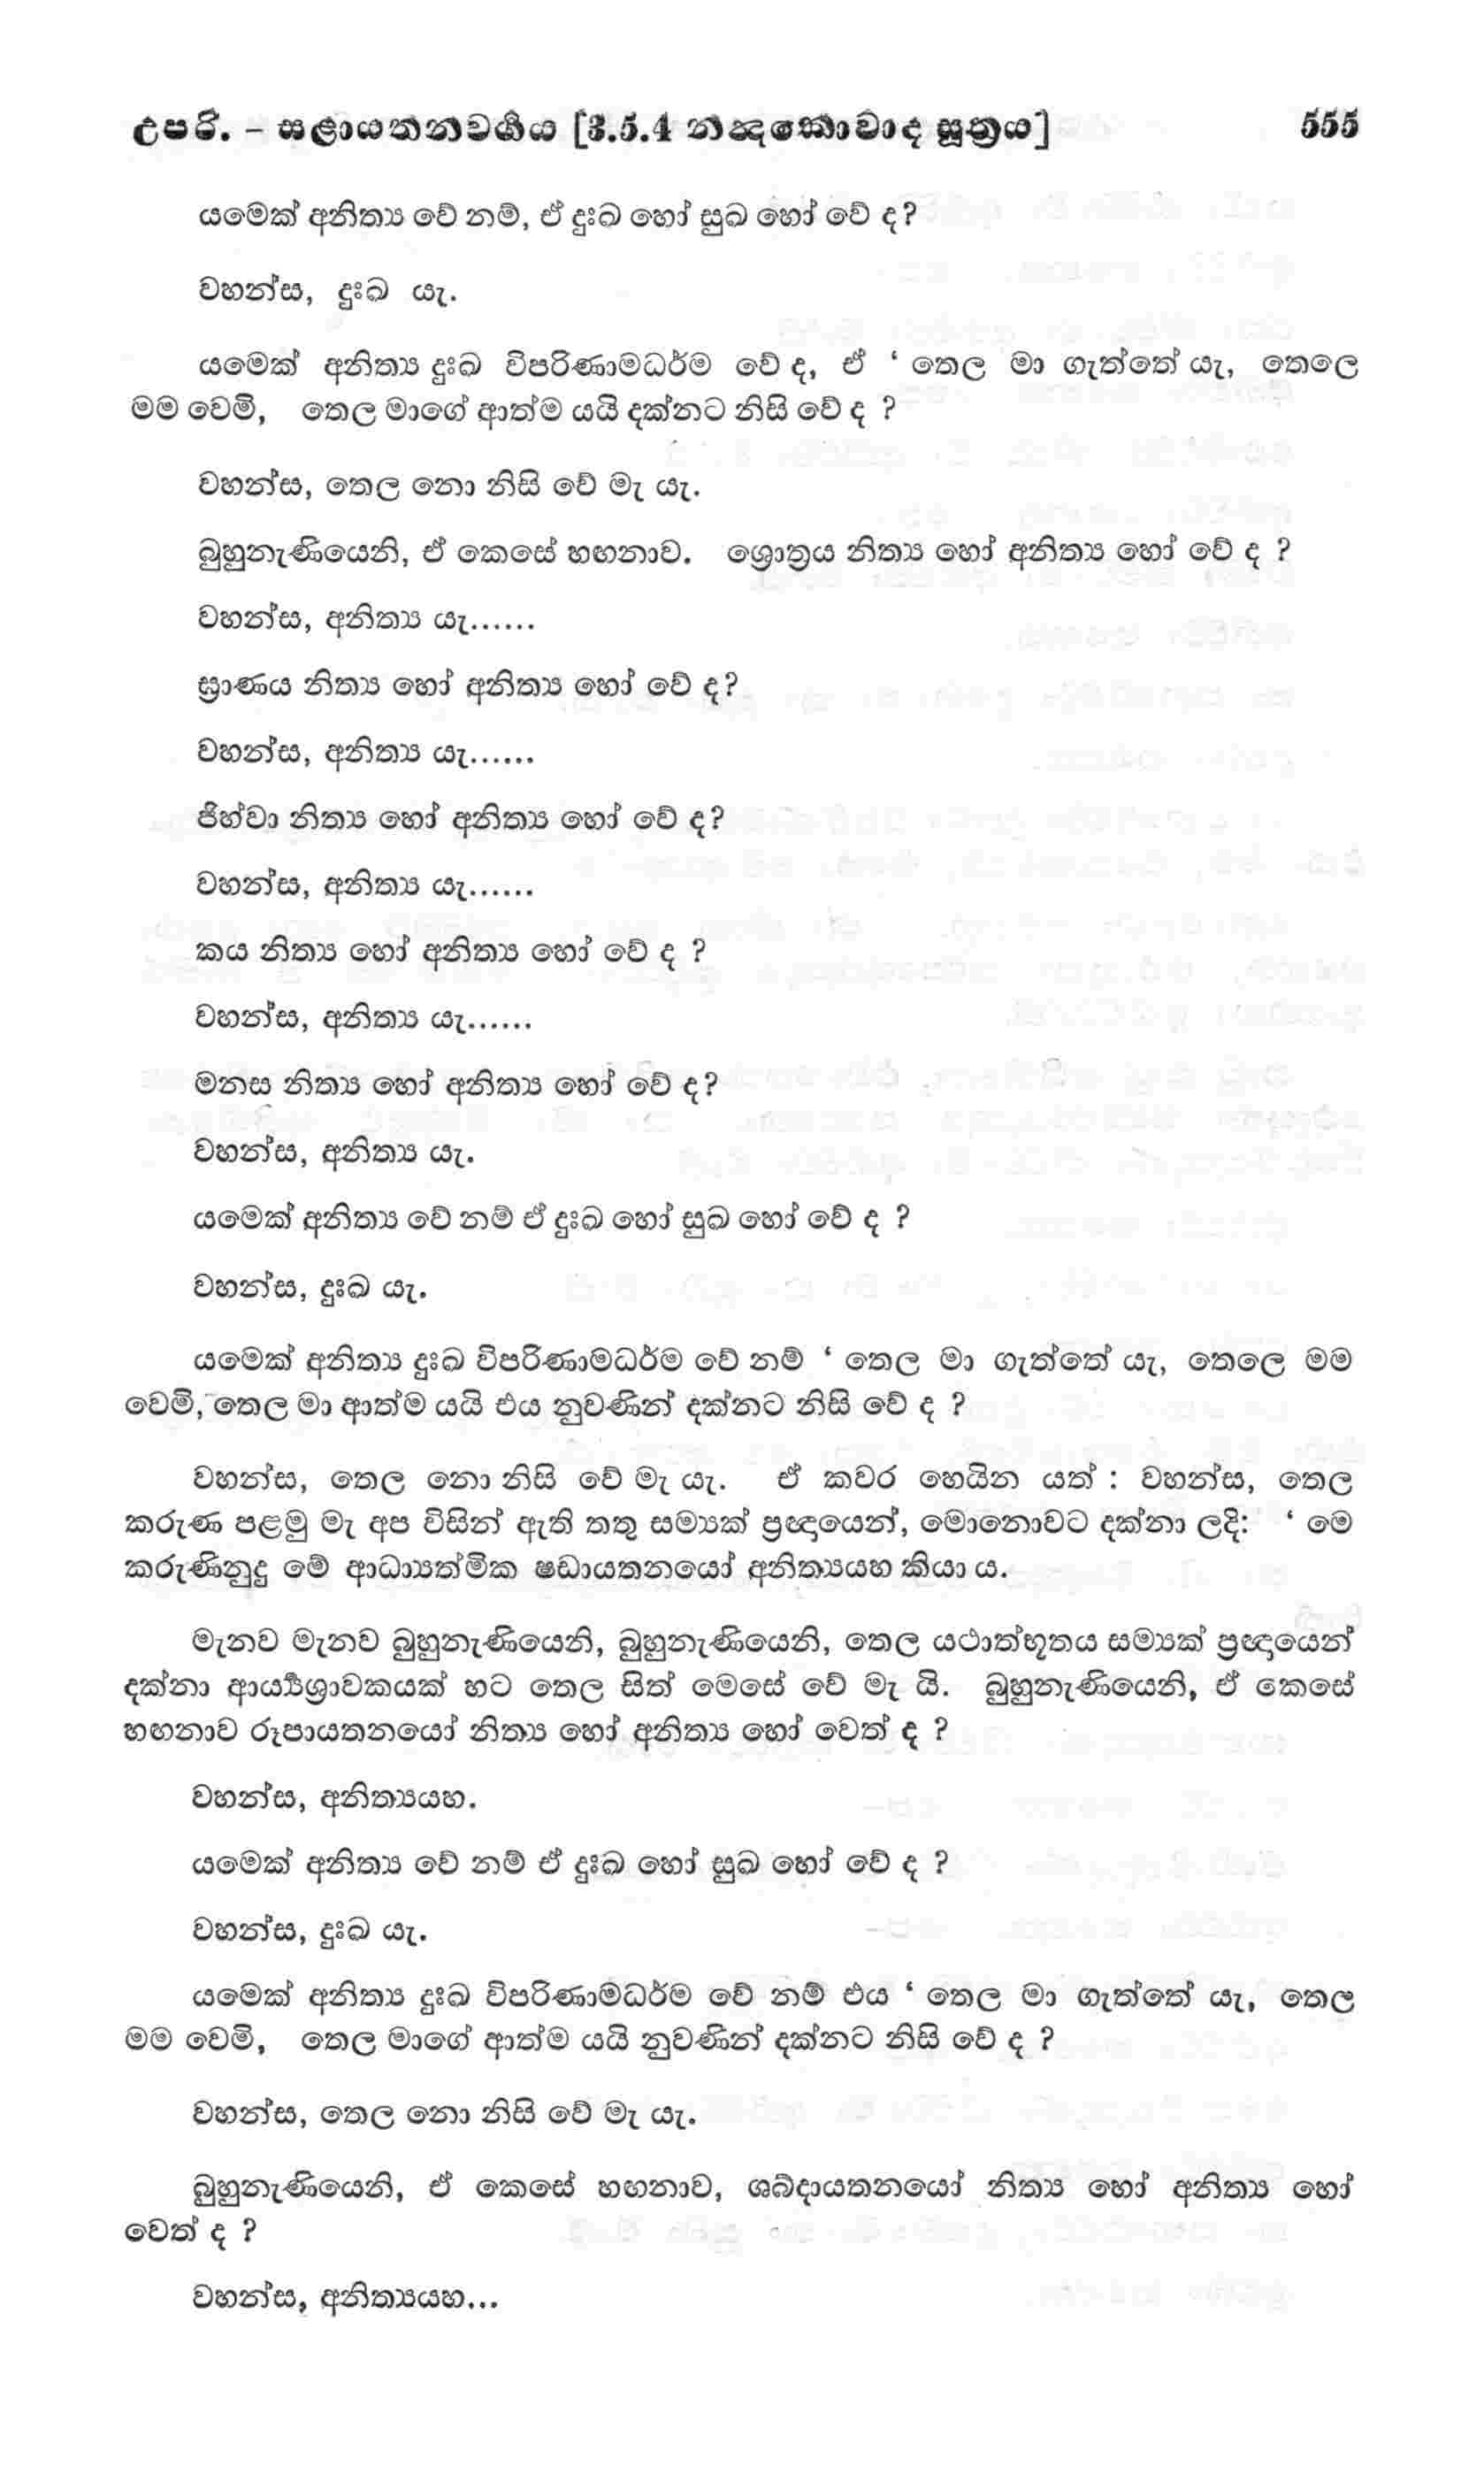 උපරි. – සළායතනවර්‍ගය [3.5.4 නන්‍දකොවාද සූත්‍රය] 555
යමෙක් අනිත්‍ය වේ නම්, ඒ දුඃඛ හෝ සුඛ හෝ වේ ද?
වහන්ස, දුඃඛ යැ.
යමෙක් අනිත්‍ය දුඃඛ විපරිණාමධර්ම වේ ද, ඒ ‘ තෙල මා ගැත්තේ යැ, තෙලෙ
මම වෙමි, තෙල මාගේ ආත්ම යයි දක්නට නිසි වේ ද ?
වහන්ස, තෙල නො නිසි වේ මැ යැ.
බුහුනැණියෙනි, ඒ කෙසේ හඟනාව. ශ්‍රොත්‍රය නිත්‍ය හෝ අනිත්‍ය හෝ වේ ද ?
වහන්ස, අනිත්‍ය යැ......
ඝ්‍රාණය නිත්‍ය හෝ අනිත්‍ය හෝ වේ ද?
වහන්ස, අනිත්‍ය යැ......
ජිහ්වා නිත්‍ය හෝ අනිත්‍ය හෝ වේ ද?
වහන්ස, අනිත්‍ය යැ......
කය නිත්‍ය හෝ අනිත්‍ය හෝ වේ ද ?
වහන්ස, අනිත්‍ය යැ......
මනස නිත්‍ය හෝ අනිත්‍ය හෝ වේ ද?
වහන්ස, අනිත්‍ය යැ.
යමෙක් අනිත්‍ය වේ නම් ඒ දුඃඛ හෝ සුඛ හෝ වේ ද ?
වහන්ස, දුඃඛ යැ.
යමෙක් අනිත්‍ය දුඃඛ විපරිණාමධර්ම වේ නම් ‘ තෙල මා ගැත්තේ යැ, තෙලෙ මම
වෙමි, තෙල මා ආත්ම යයි එය නුවණින් දක්නට නිසි වේ ද ?
වහන්ස, තෙල නො නිසි වේ මැ යැ. ඒ කවර හෙයින යත් : වහන්ස, තෙල
කරුණ පළමු මැ අප විසින් ඇති තතු සම්‍යක් ප්‍රඥායෙන්, මොනොවට දක්නා ලදි: ‘ මෙ
කරුණිනුදු මේ ආධ්‍යාත්මික ෂඩායතනයෝ අනිත්‍යයහ කියා ය.
මැනව මැනව බුහුනැණියෙනි, බුහුනැණියෙනි, තෙල යථාත්භූතය සම්‍යක් ප්‍රඥායෙන්
දක්නා ආර්‍ය්‍යශ්‍රාවකයක් හට තෙල සිත් මෙසේ වේ මැ යි. බුහුනැණියෙනි, ඒ කෙසේ
හඟනාව රූපායතනයෝ නිත්‍ය හෝ අනිත්‍ය හෝ වෙත් ද ?
වහන්ස, අනිත්‍යයහ.
යමෙක් අනිත්‍ය වේ නම් ඒ දුඃඛ හෝ සුඛ හෝ වේ ද ?
වහන්ස, දුඃඛ යැ.
යමෙක් අනිත්‍ය දුඃඛ විපරිණාමධර්ම වේ නම් එය ‘ තෙල මා ගැත්තේ යැ, තෙල
මම වෙමි, තෙල මාගේ ආත්ම යයි නුවණින් දක්නට නිසි වේ ද ?
වහන්ස, තෙල නො නිසි වේ මැ යැ.
බුහුනැණියෙනි, ඒ කෙසේ හඟනාව, ශබ්දායතනයෝ නිත්‍ය හෝ අනිත්‍ය හෝ
වෙත් ද ?
වහන්ස, අනිත්‍යයහ...